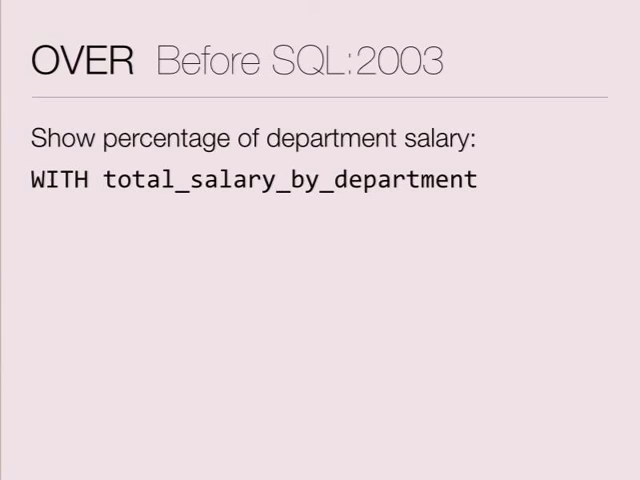 OVER Before SQL:2003
Show percentage of department salary:
WITH total_salary_by_department